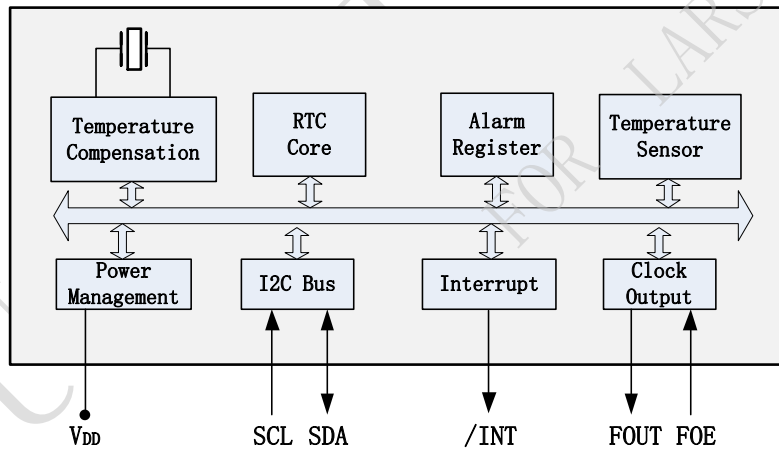 Temperature
Compensation
RTC
Core
Alarm
Register
Temperature
Sensor
Power
Management
I2C Bus
Interrupt
Clock
Output
VDD
SCL SDA
/INT
FOUT FOE
FOR